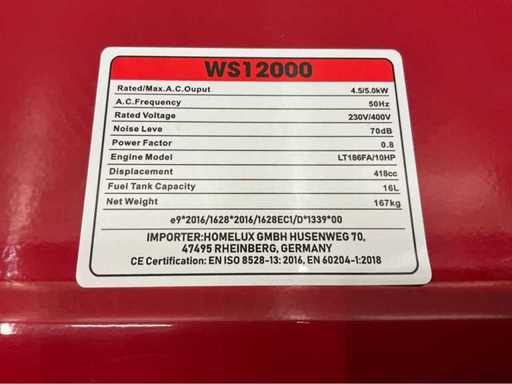 WS12000
Rated/Max.A.C.Ouput 4.5/5.0kW
A.C.Frequency 50Hz
Rated Voltage 230V/400V
Noise Leve 70dB
Power Factor 0.8
Engine Model LT186FA/10HP
Displacement 418cc
Fuel Tank Capacity 16L
Net Weight 167kg
e9*2016/1628*2016/1628EC1/D*1339*00
IMPORTER:HOMELUX GMBH HUSENWEG 70,
47495 RHEINBERG, GERMANY
CE Certification: EN ISO 8528-13: 2016, EN 60204-1:2018